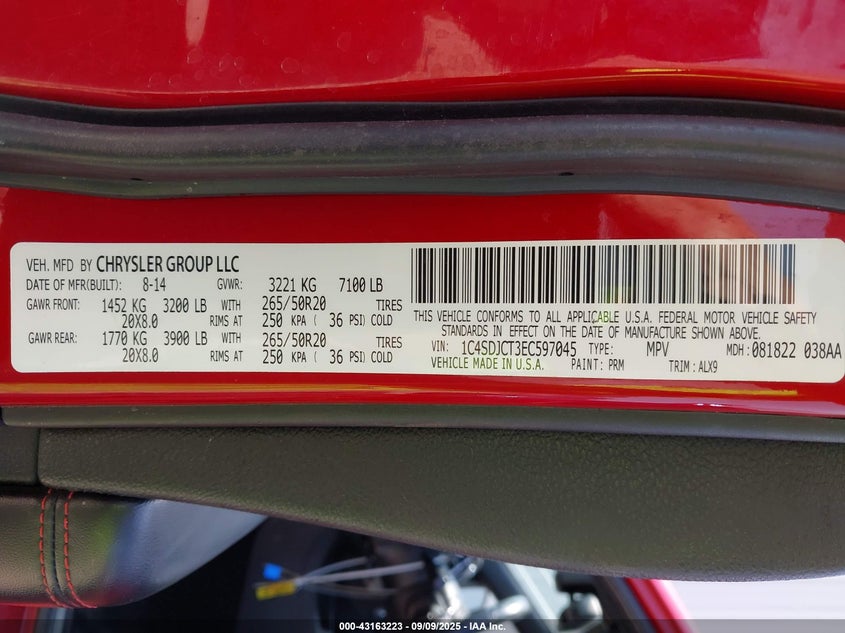 VEH. MFD BY CHRYSLER GROUP LLC
DATE OF MFR(BUILT): 8-14 GVWR: 3221 KG 7100 LB
GAWR FRONT: 1452 KG 3200 LB WITH 265/50R20 TIRES
20X8.0 RIMS AT 250 KPA ( 36 PSI) COLD
GAWR REAR: 1770 KG 3900 LB WITH 265/50R20 TIRES
20X8.0 RIMS AT 250 KPA ( 36 PSI) COLD
THIS VEHICLE CONFORMS TO ALL APPLICABLE U.S.A. FEDERAL MOTOR VEHICLE SAFETY
STANDARDS IN EFFECT ON THE DATE OF MANUFACTURE SHOWN ABOVE.
VIN: 1C4SDJCT3EC597045 TYPE: MPV MDH: 081822 038AA
VEHICLE MADE IN U.S.A. PAINT: PRM TRIM: ALX9
000-43163223 - 09/09/2025 - IAA Inc.